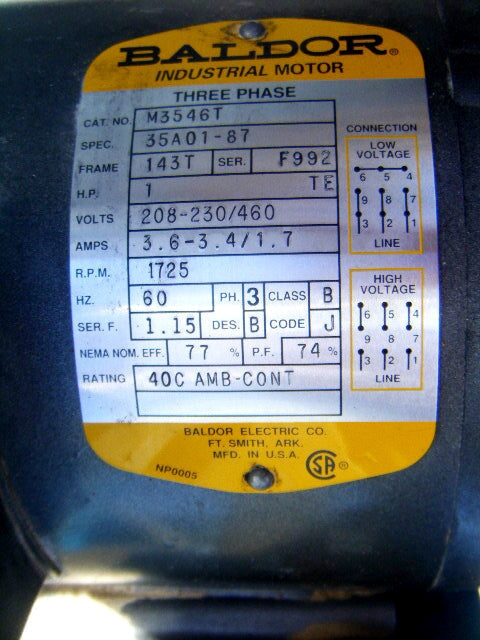 BALDOR®
INDUSTRIAL MOTOR
THREE PHASE
CAT. NO. M3546T
SPEC. 35A01-87
FRAME 143T SER. F992
H.P. 1 TE
VOLTS 208-230/460
AMPS 3.6-3.4/1.7
R.P.M. 1725
HZ. 60 PH. 3 CLASS B
SER. F. 1.15 DES. B CODE J
NEMA NOM. EFF. 77 % P.F. 74 %
RATING 40C AMB-CONT
CONNECTION
LOW
VOLTAGE
6 5 4
9 8 7
3 2 1
LINE
HIGH
VOLTAGE
6 5 4
9 8 7
3 2 1
LINE
BALDOR ELECTRIC CO.
FT. SMITH, ARK.
MFD. IN U.S.A.
NP0005
SA®